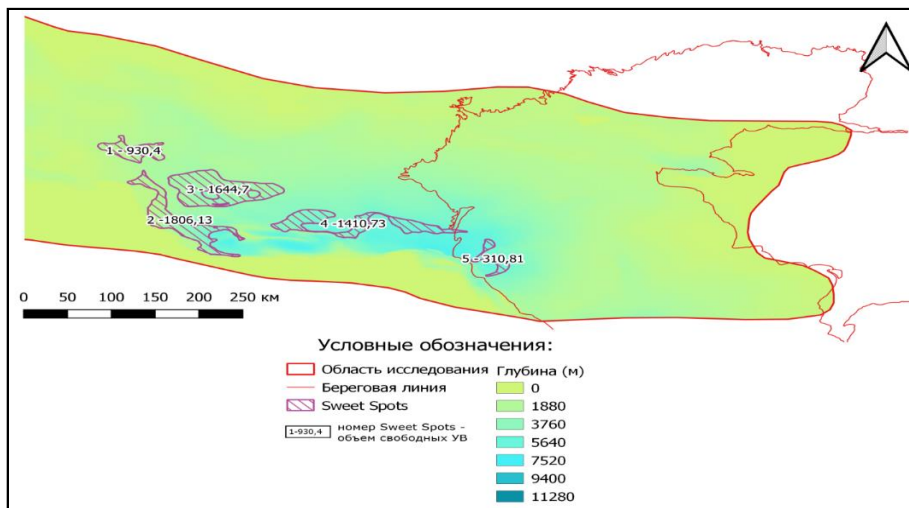 1 - 930,4
3 - 1644,7
2 -1806,13
4 -1410,73
5 - 310,81
0 50 100 150 200 250 км
Условные обозначения:
Область исследования
Береговая линия
Sweet Spots
1-930,4
номер Sweet Spots -
объем свободных УВ
Глубина (м)
0
1880
3760
5640
7520
9400
11280